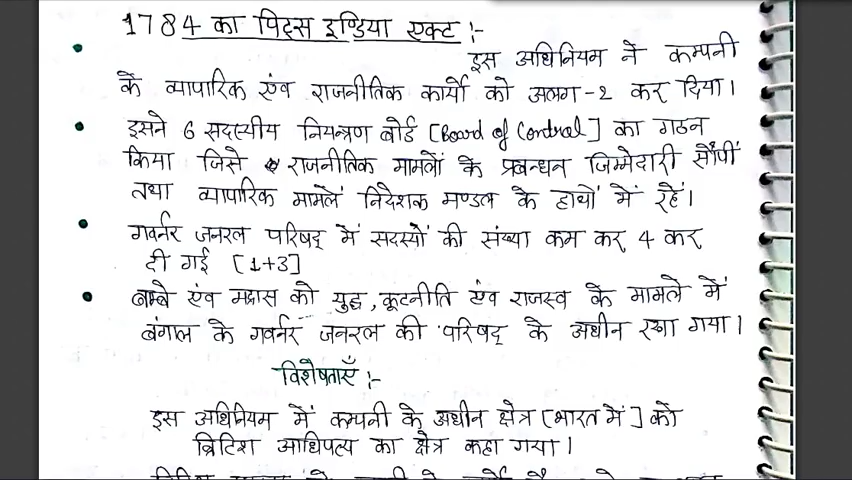 1784 का पिट्स इण्डिया एक्ट :-
इस अधिनियम ने कम्पनी
के व्यापारिक एंव राजनीतिक कार्यो को अलग-2 कर दिया।
इसने 6 सदस्यीय नियन्त्रण बोर्ड [Board of Control] का गठन
किया जिसे राजनीतिक मामलों के प्रबन्धन जिम्मेदारी सौंपीं
तथा व्यापारिक मामलें निदेशक मण्डल के हाथों में रहें।
गवर्नर जनरल परिषद् में सदस्यों की संख्या कम कर 4 कर
दी गई [1+3]
बाम्बे एंव मद्रास को युद्ध, कूटनीति एंव राजस्व के मामले में
बंगाल के गवर्नर जनरल की परिषद् के अधीन रखा गया।
विशेषताएँ :-
इस अधिनियम में कम्पनी के अधीन क्षेत्र [भारत में] को
ब्रिटिश आधिपत्य का क्षेत्र कहा गया।